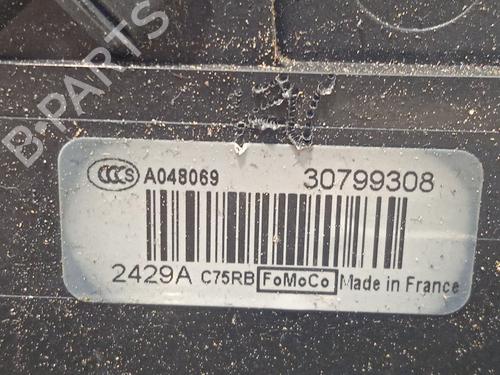 CCC S A048069 30799308
2429A C75RB FoMoCo Made in France
B-PARTS